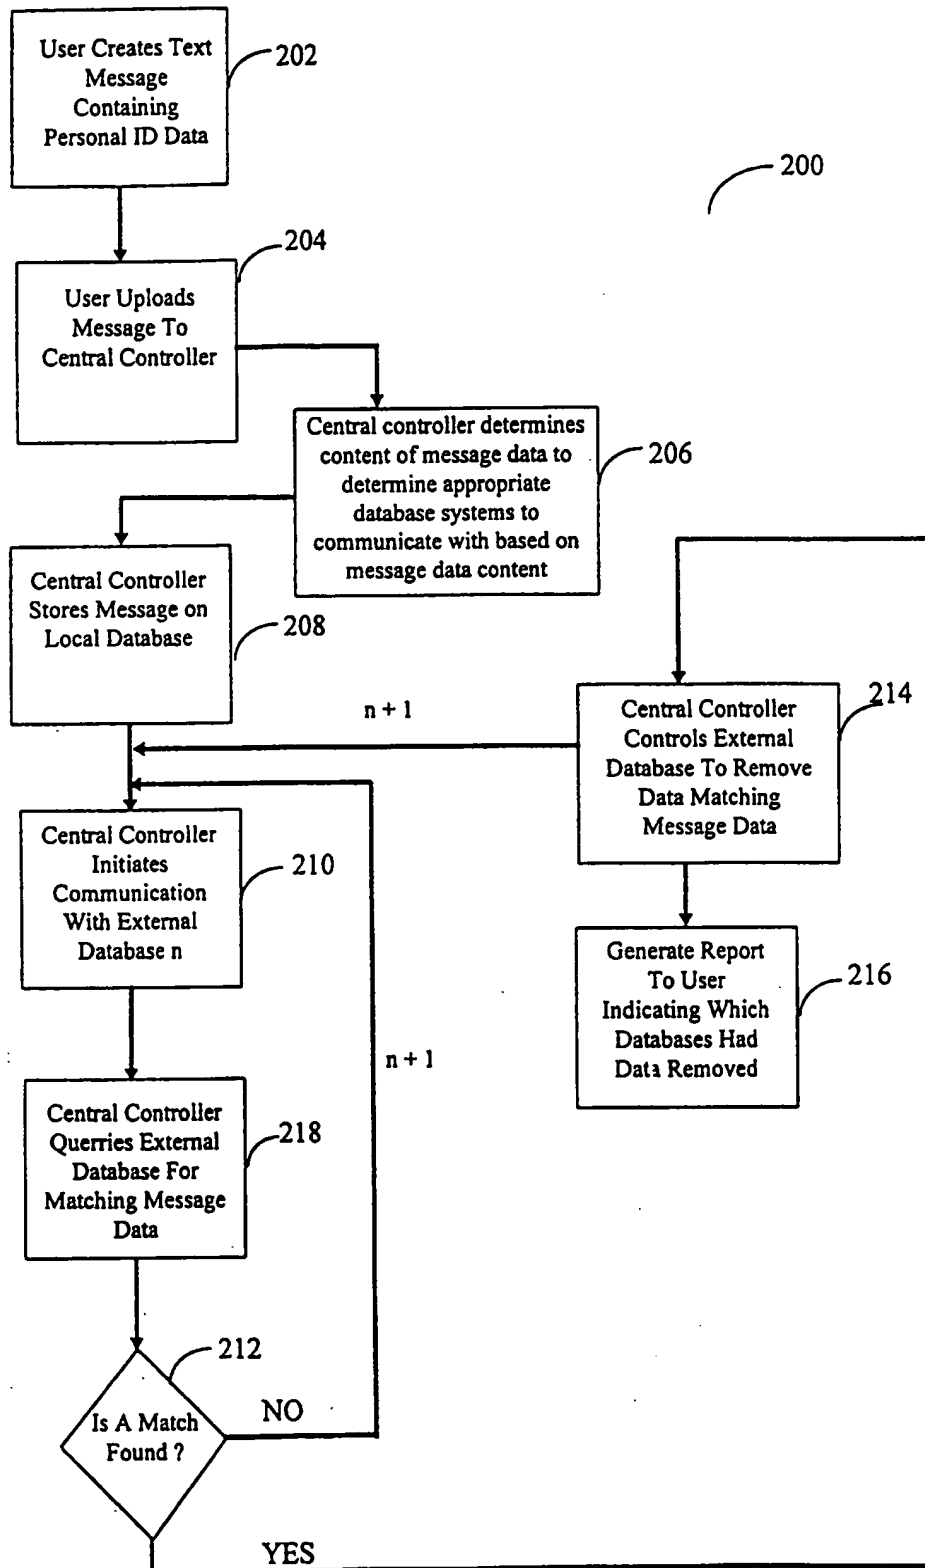 User Creates Text
Message
Containing
Personal ID Data
202
200
204
User Uploads
Message To
Central Controller
Central controller determines
content of message data to
determine appropriate
database systems to
communicate with based on
message data content
206
Central Controller
Stores Message on
Local Database
208
n + 1
214
Central Controller
Controls External
Database To Remove
Data Matching
Message Data
Central Controller
Initiates
Communication
With External
Database n
210
Generate Report
To User
Indicating Which
Databases Had
Data Removed
216
n + 1
Central Controller
Querries External
Database For
Matching Message
Data
218
212
Is A Match
Found ?
NO
YES